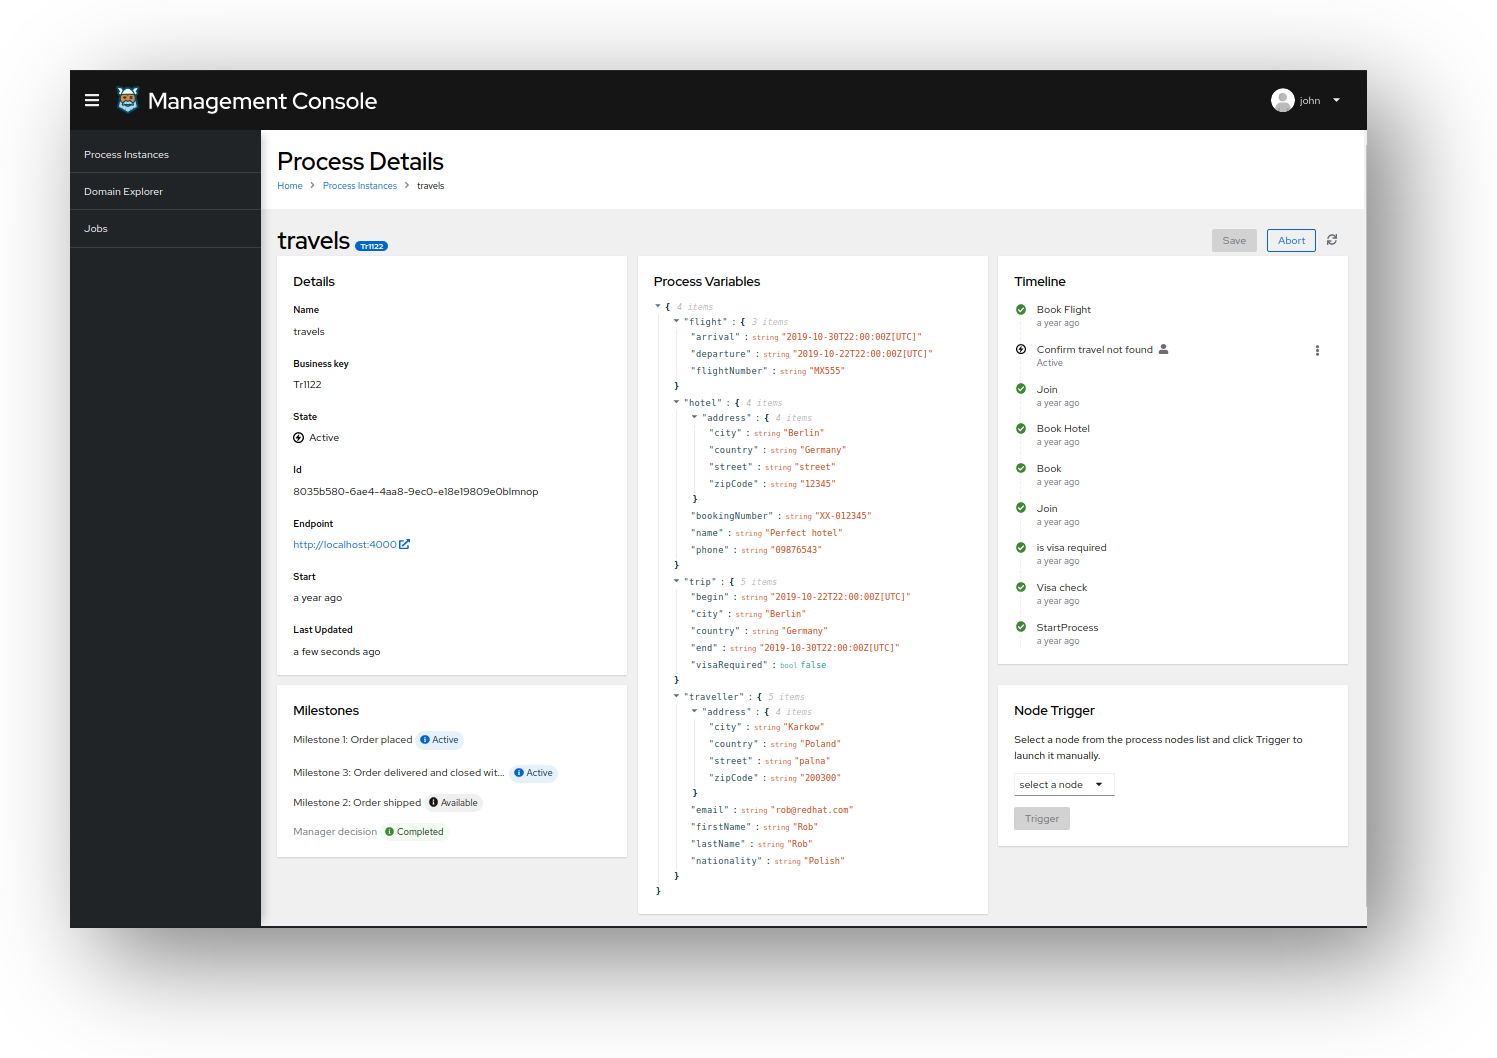 Management Console
john
Process Instances
Domain Explorer
Jobs
Process Details
Home > Process Instances > travels
travels Tr1122
Save Abort
Details
Name
travels
Business key
Tr1122
State
Active
Id
8035b580-6ae4-4aa8-9ec0-e18e19809e0blmnop
Endpoint
http://localhost:4000
Start
a year ago
Last Updated
a few seconds ago
Milestones
Milestone 1: Order placed Active
Milestone 3: Order delivered and closed wit... Active
Milestone 2: Order shipped Available
Manager decision Completed
Process Variables
{ 4 items
"flight" : { 3 items
"arrival" : string "2019-10-30T22:00:00Z[UTC]"
"departure" : string "2019-10-22T22:00:00Z[UTC]"
"flightNumber" : string "MX555"
}
"hotel" : { 4 items
"address" : { 4 items
"city" : string "Berlin"
"country" : string "Germany"
"street" : string "street"
"zipCode" : string "12345"
}
"bookingNumber" : string "XX-012345"
"name" : string "Perfect hotel"
"phone" : string "09876543"
}
"trip" : { 5 items
"begin" : string "2019-10-22T22:00:00Z[UTC]"
"city" : string "Berlin"
"country" : string "Germany"
"end" : string "2019-10-30T22:00:00Z[UTC]"
"visaRequired" : bool false
}
"traveller" : { 5 items
"address" : { 4 items
"city" : string "Karkow"
"country" : string "Poland"
"street" : string "palna"
"zipCode" : string "200300"
}
"email" : string "rob@redhat.com"
"firstName" : string "Rob"
"lastName" : string "Rob"
"nationality" : string "Polish"
}
}
Timeline
Book Flight
a year ago
Confirm travel not found
Active
Join
a year ago
Book Hotel
a year ago
Book
a year ago
Join
a year ago
is visa required
a year ago
Visa check
a year ago
StartProcess
a year ago
Node Trigger
Select a node from the process nodes list and click Trigger to
launch it manually.
select a node
Trigger